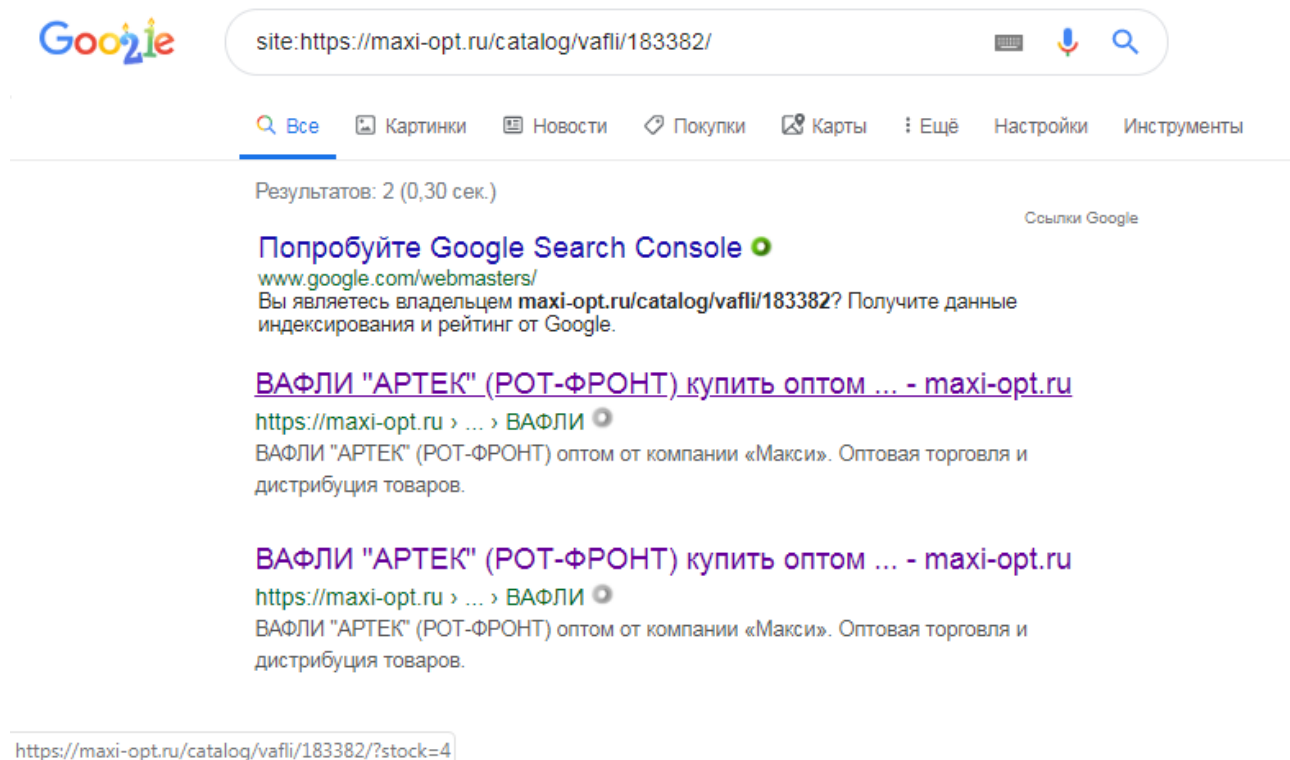 Google
site:https://maxi-opt.ru/catalog/vafli/183382/
Все Картинки Новости Покупки Карты Ещё Настройки Инструменты
Результатов: 2 (0,30 сек.)
Ссылки Google
Попробуйте Google Search Console
www.google.com/webmasters/
Вы являетесь владельцем maxi-opt.ru/catalog/vafli/183382? Получите данные
индексирования и рейтинг от Google.
ВАФЛИ "АРТЕК" (РОТ-ФРОНТ) купить оптом ... - maxi-opt.ru
https://maxi-opt.ru › ... › ВАФЛИ
ВАФЛИ "АРТЕК" (РОТ-ФРОНТ) оптом от компании «Макси». Оптовая торговля и
дистрибуция товаров.
ВАФЛИ "АРТЕК" (РОТ-ФРОНТ) купить оптом ... - maxi-opt.ru
https://maxi-opt.ru › ... › ВАФЛИ
ВАФЛИ "АРТЕК" (РОТ-ФРОНТ) оптом от компании «Макси». Оптовая торговля и
дистрибуция товаров.
https://maxi-opt.ru/catalog/vafli/183382/?stock=4